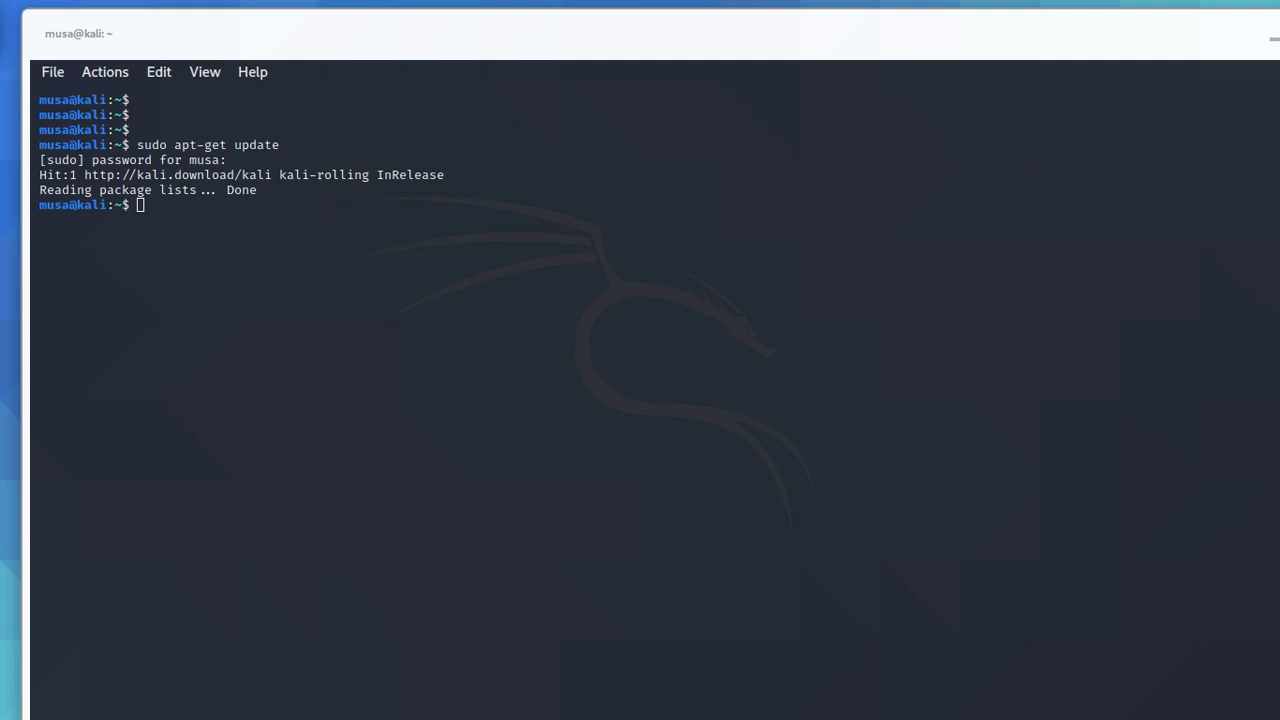 musa@kali: ~
File Actions Edit View Help
musa@kali:~$
musa@kali:~$
musa@kali:~$
musa@kali:~$ sudo apt-get update
[sudo] password for musa:
Hit:1 http://kali.download/kali kali-rolling InRelease
Reading package lists... Done
musa@kali:~$